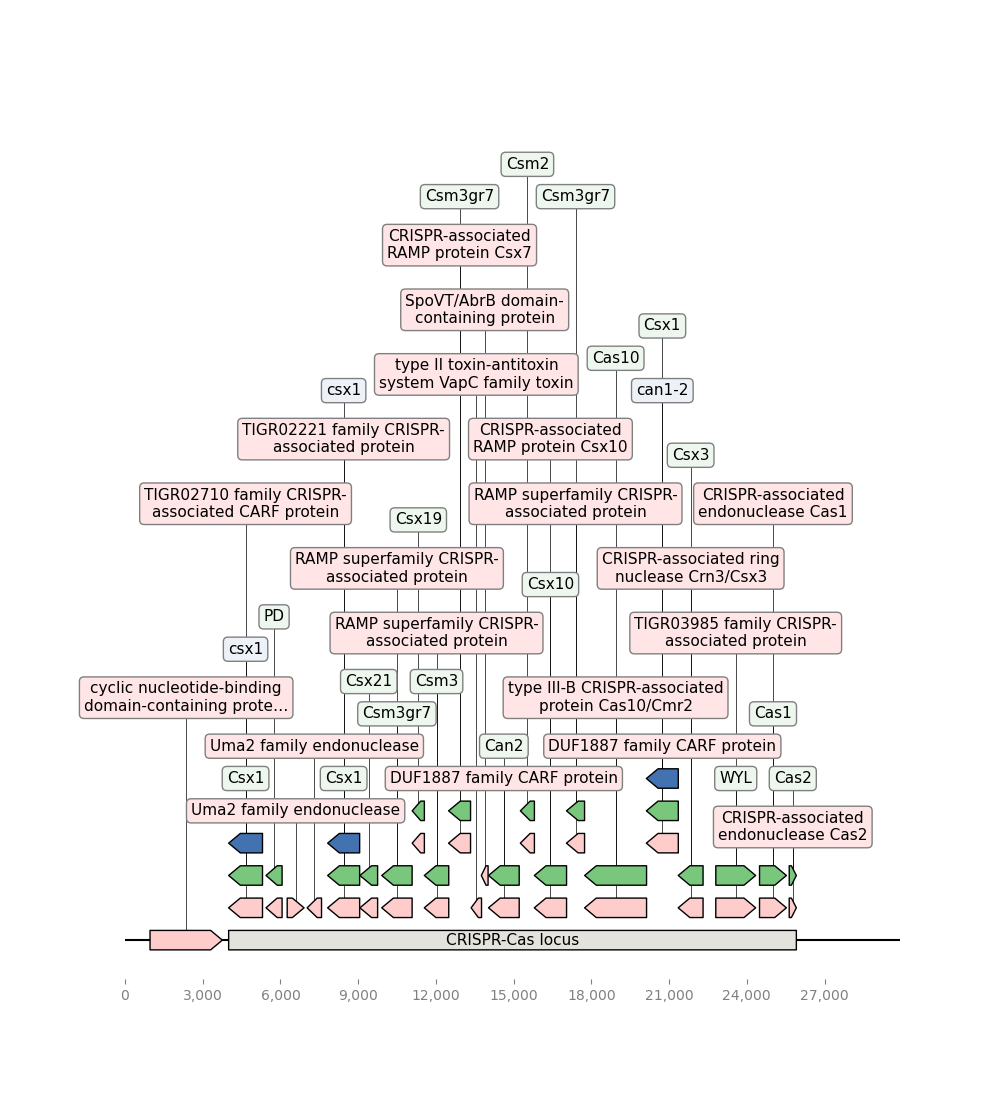 Csm2
Csm3gr7
Csm3gr7
CRISPR-associated
RAMP protein Csx7
SpoVT/AbrB domain-
containing protein
Csx1
Cas10
type II toxin-antitoxin
system VapC family toxin
csx1
can1-2
TIGR02221 family CRISPR-
associated protein
CRISPR-associated
RAMP protein Csx10
Csx3
TIGR02710 family CRISPR-
associated CARF protein
RAMP superfamily CRISPR-
associated protein
CRISPR-associated
endonuclease Cas1
Csx19
RAMP superfamily CRISPR-
associated protein
CRISPR-associated ring
nuclease Crn3/Csx3
Csx10
PD
RAMP superfamily CRISPR-
associated protein
TIGR03985 family CRISPR-
associated protein
csx1
Csx21
Csm3
cyclic nucleotide-binding
domain-containing prote...
type III-B CRISPR-associated
protein Cas10/Cmr2
Csm3gr7
Cas1
Uma2 family endonuclease
Can2
DUF1887 family CARF protein
Csx1
Csx1
DUF1887 family CARF protein
WYL
Cas2
Uma2 family endonuclease
CRISPR-associated
endonuclease Cas2
CRISPR-Cas locus
0
3,000
6,000
9,000
12,000
15,000
18,000
21,000
24,000
27,000